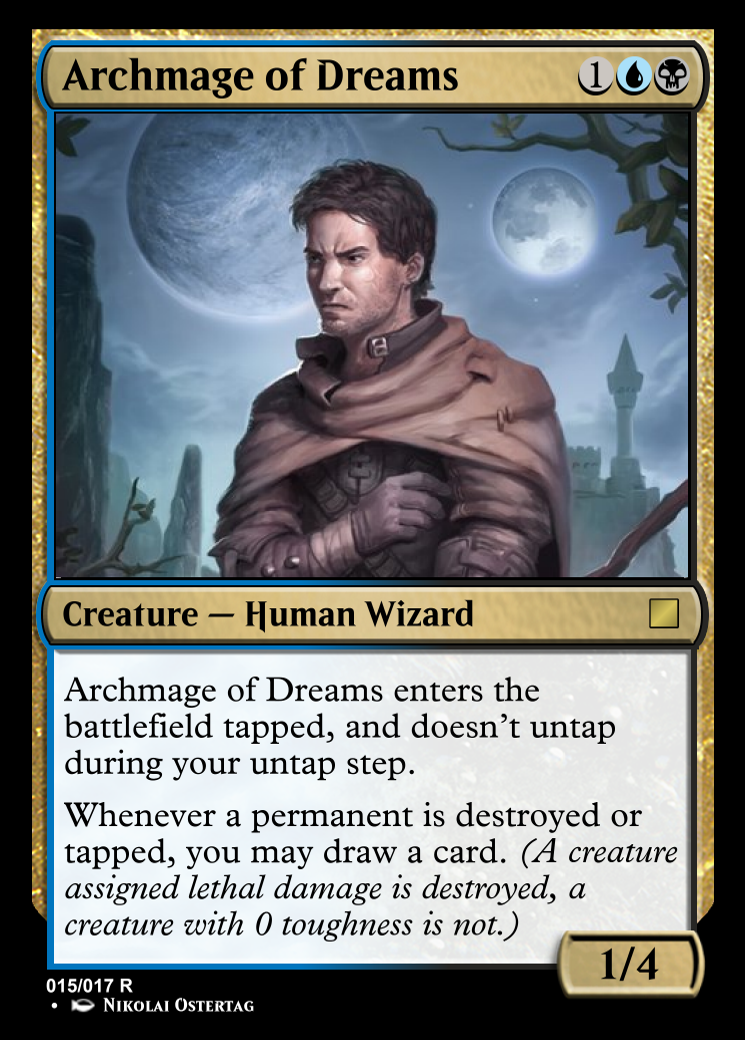 Archmage of Dreams 1
Creature — Human Wizard
Archmage of Dreams enters the
battlefield tapped, and doesn't untap
during your untap step.
Whenever a permanent is destroyed or
tapped, you may draw a card. (A creature
assigned lethal damage is destroyed, a
creature with 0 toughness is not.)
1/4
015/017 R
• Nikolai Ostertag